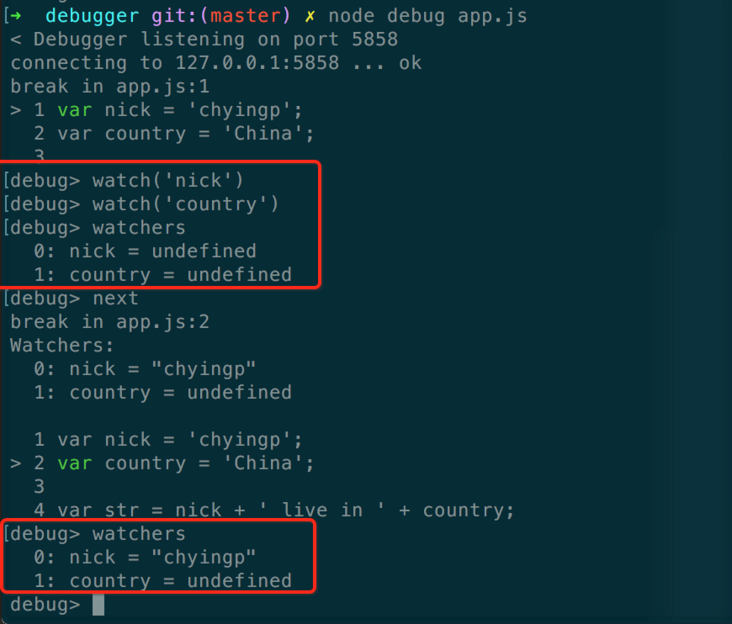 [→ debugger git:(master) ✗ node debug app.js
< Debugger listening on port 5858
connecting to 127.0.0.1:5858 ... ok
break in app.js:1
> 1 var nick = 'chyingp';
  2 var country = 'China';
  3
[debug> watch('nick')
[debug> watch('country')
[debug> watchers
  0: nick = undefined
  1: country = undefined
[debug> next
break in app.js:2
Watchers:
  0: nick = "chyingp"
  1: country = undefined

  1 var nick = 'chyingp';
> 2 var country = 'China';
  3
  4 var str = nick + ' live in ' + country;
[debug> watchers
  0: nick = "chyingp"
  1: country = undefined
debug>